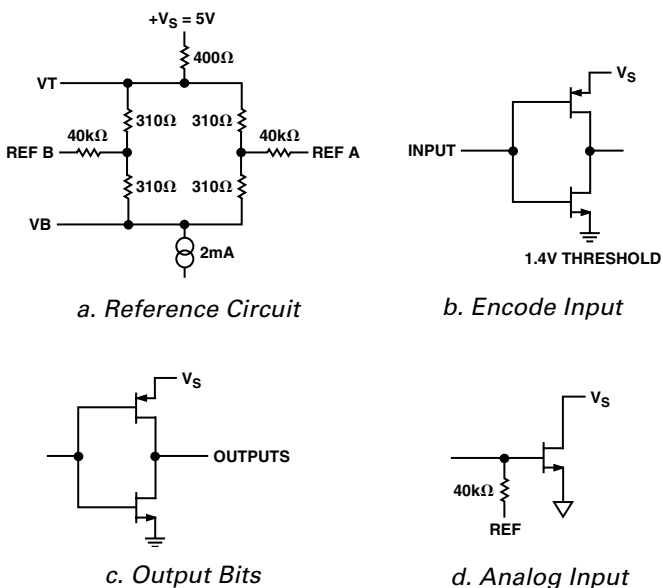 +VS = 5V
400Ω
VT
310Ω 310Ω
40kΩ 40kΩ
REF B REF A
310Ω 310Ω
VB
2mA
a. Reference Circuit
VS
INPUT
1.4V THRESHOLD
b. Encode Input
VS
OUTPUTS
c. Output Bits
VS
40kΩ
REF
d. Analog Input